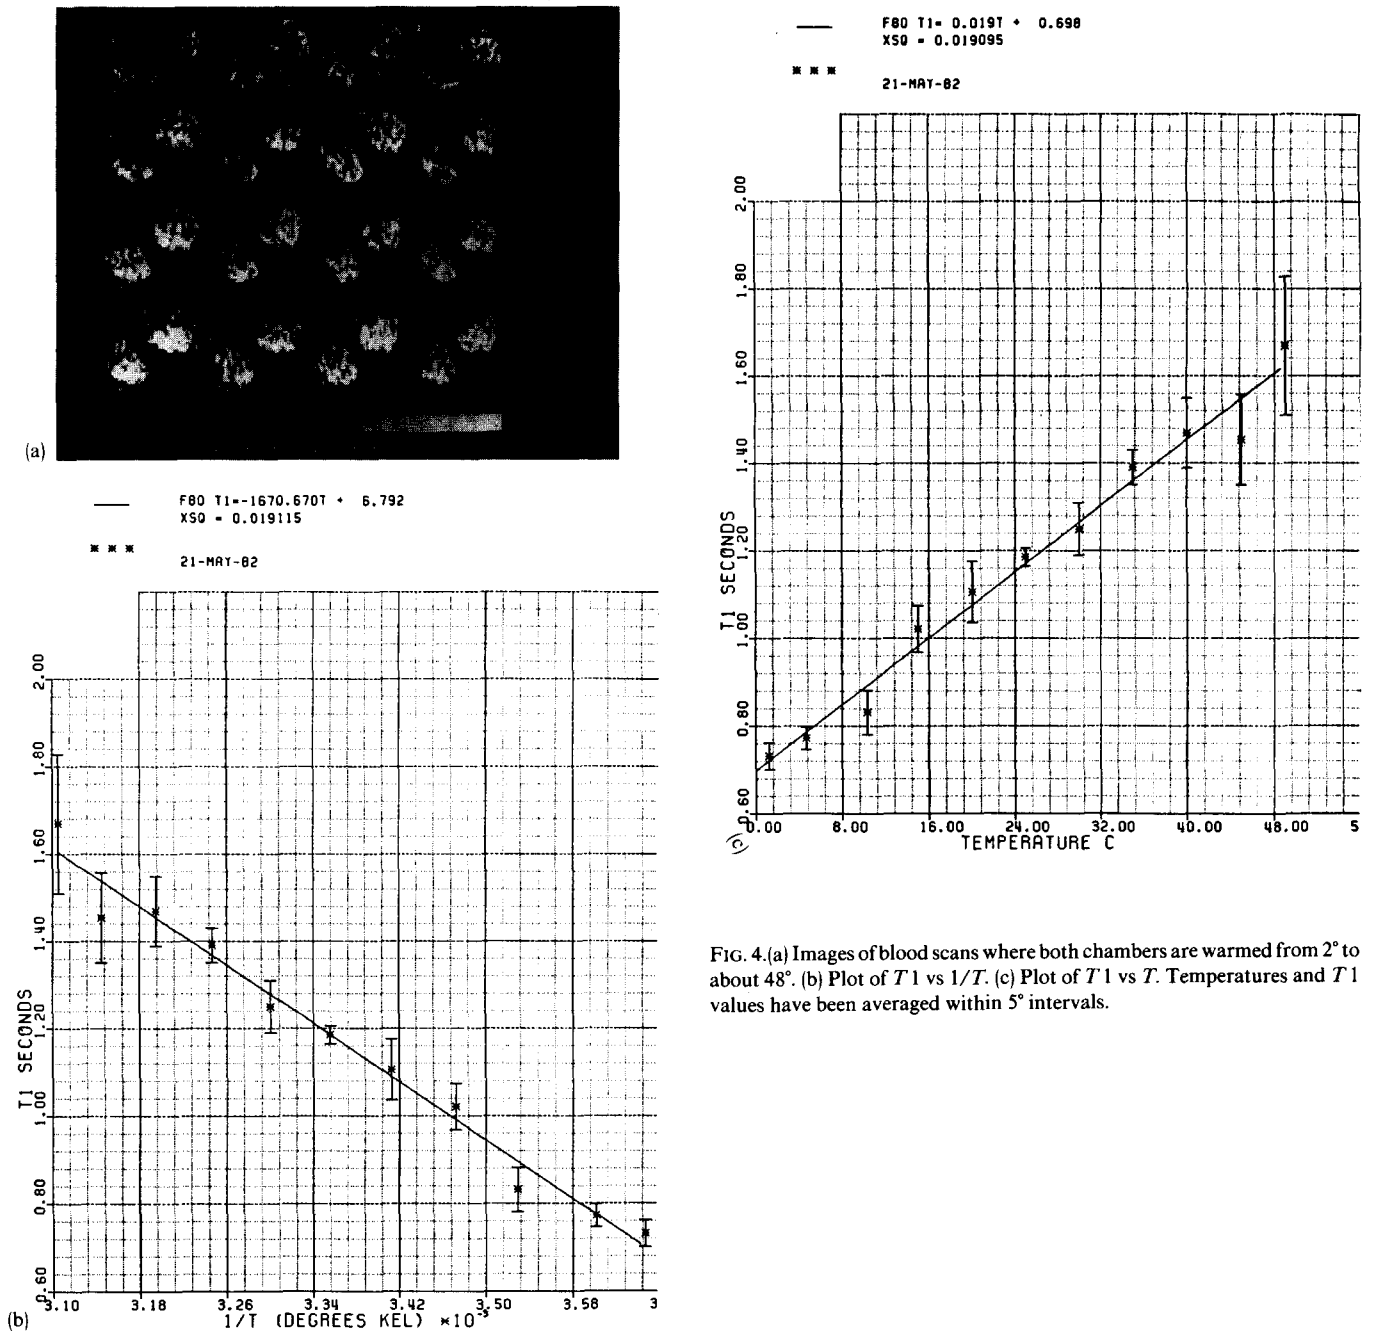 (a)
F80 T1=-1670.670T + 6.792
XSQ = 0.019115
* * *
21-MAY-82
2.00
1.80
1.60
1.40
1.20
1.00
0.80
0.60
T1 SECONDS
3.10 3.18 3.26 3.34 3.42 3.50 3.58 3
1/T (DEGREES KEL) *10⁻³
(b)
F80 T1= 0.019T + 0.698
XSQ = 0.019095
* * *
21-MAY-82
2.00
1.80
1.60
1.40
1.20
1.00
0.80
0.60
T1 SECONDS
0.00 8.00 16.00 24.00 32.00 40.00 48.00 5
TEMPERATURE C
(c)
FIG. 4.(a) Images of blood scans where both chambers are warmed from 2° to
about 48°. (b) Plot of T1 vs 1/T. (c) Plot of T1 vs T. Temperatures and T1
values have been averaged within 5° intervals.